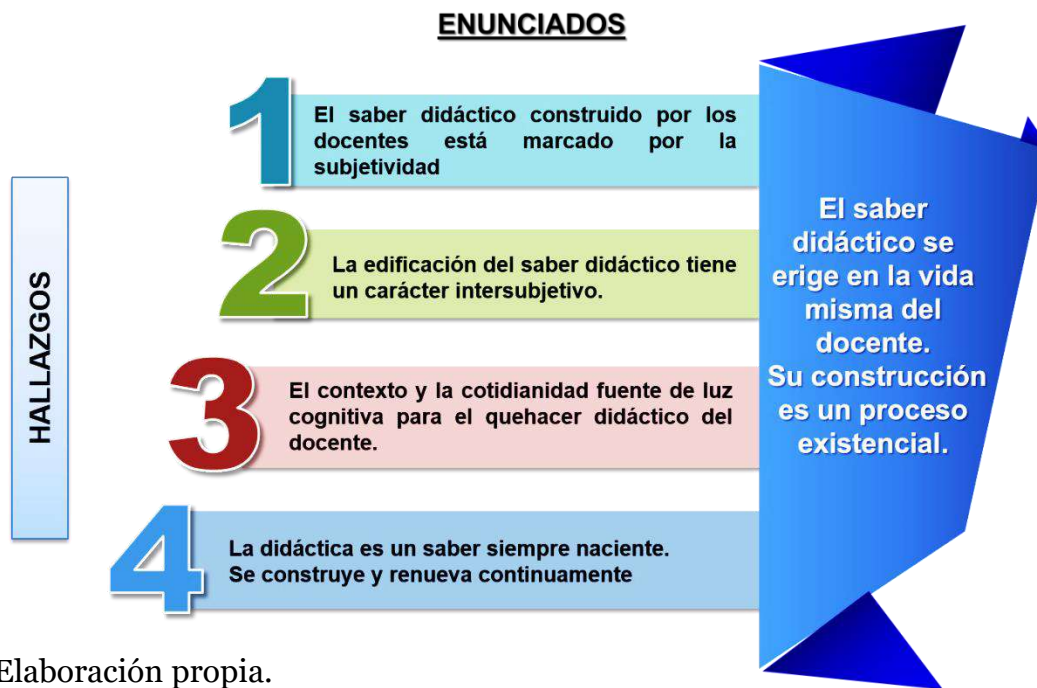 ENUNCIADOS
HALLAZGOS
1
El saber didáctico construido por los
docentes está marcado por la
subjetividad
2
La edificación del saber didáctico tiene
un carácter intersubjetivo.
3
El contexto y la cotidianidad fuente de luz
cognitiva para el quehacer didáctico del
docente.
4
La didáctica es un saber siempre naciente.
Se construye y renueva continuamente
El saber
didáctico se
erige en la vida
misma del
docente.
Su construcción
es un proceso
existencial.
Elaboración propia.